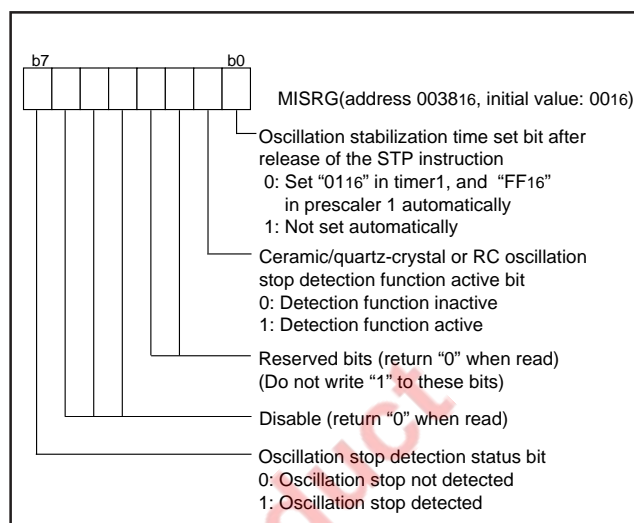 b7 b0
MISRG(address 003816, initial value: 0016)
Oscillation stabilization time set bit after
release of the STP instruction
0: Set “0116” in timer1, and “FF16”
in prescaler 1 automatically
1: Not set automatically
Ceramic/quartz-crystal or RC oscillation
stop detection function active bit
0: Detection function inactive
1: Detection function active
Reserved bits (return “0” when read)
(Do not write “1” to these bits)
Disable (return “0” when read)
Oscillation stop detection status bit
0: Oscillation stop not detected
1: Oscillation stop detected
duct